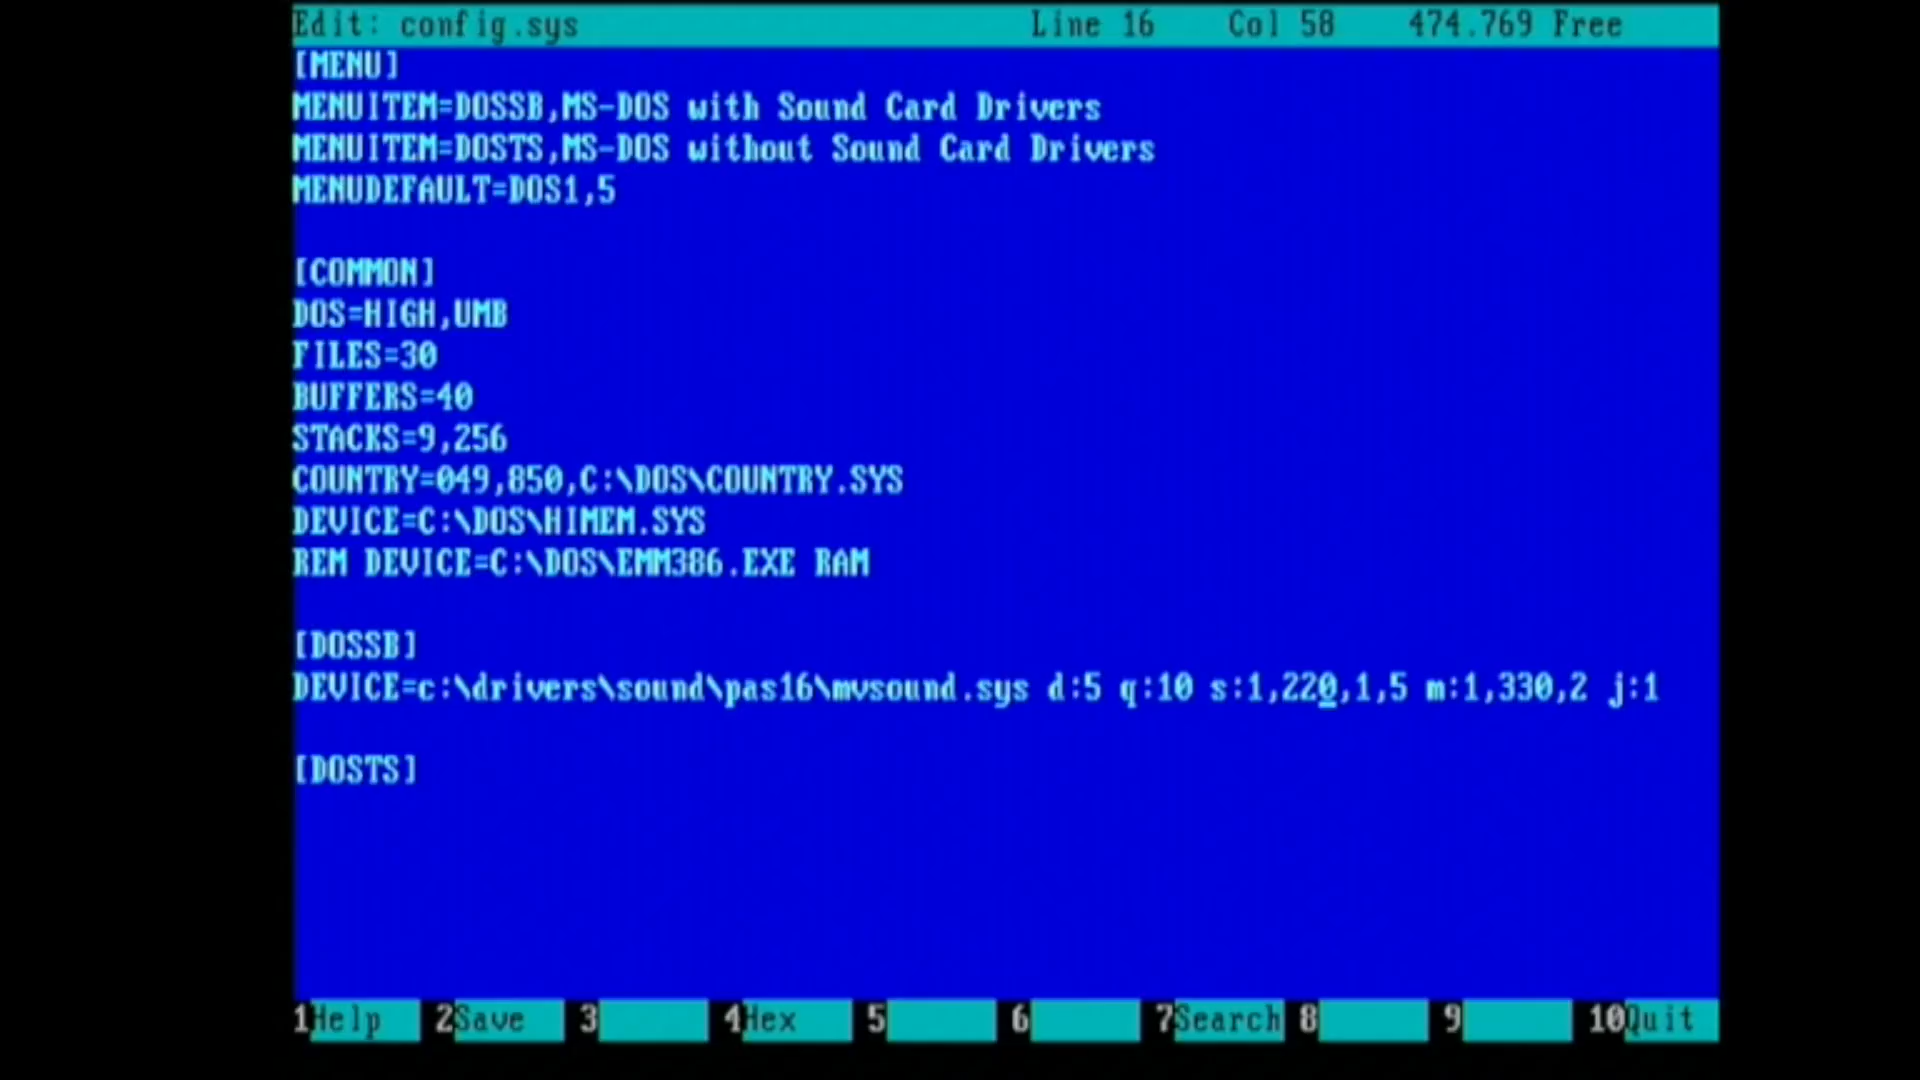 Edit: config.sys Line 16 Col 58 474.769 Free
[MENU]
MENUITEM=DOSSB,MS-DOS with Sound Card Drivers
MENUITEM=DOSTS,MS-DOS without Sound Card Drivers
MENUDEFAULT=DOS1,5
[COMMON]
DOS=HIGH,UMB
FILES=30
BUFFERS=40
STACKS=9,256
COUNTRY=049,850,C:\DOS\COUNTRY.SYS
DEVICE=C:\DOS\HIMEM.SYS
REM DEVICE=C:\DOS\EMM386.EXE RAM
[DOSSB]
DEVICE=c:\drivers\sound\pas16\mvsound.sys d:5 q:10 s:1,220,1,5 m:1,330,2 j:1
[DOSTS]
1Help 2Save 3 4Hex 5 6 7Search 8 9 10Quit